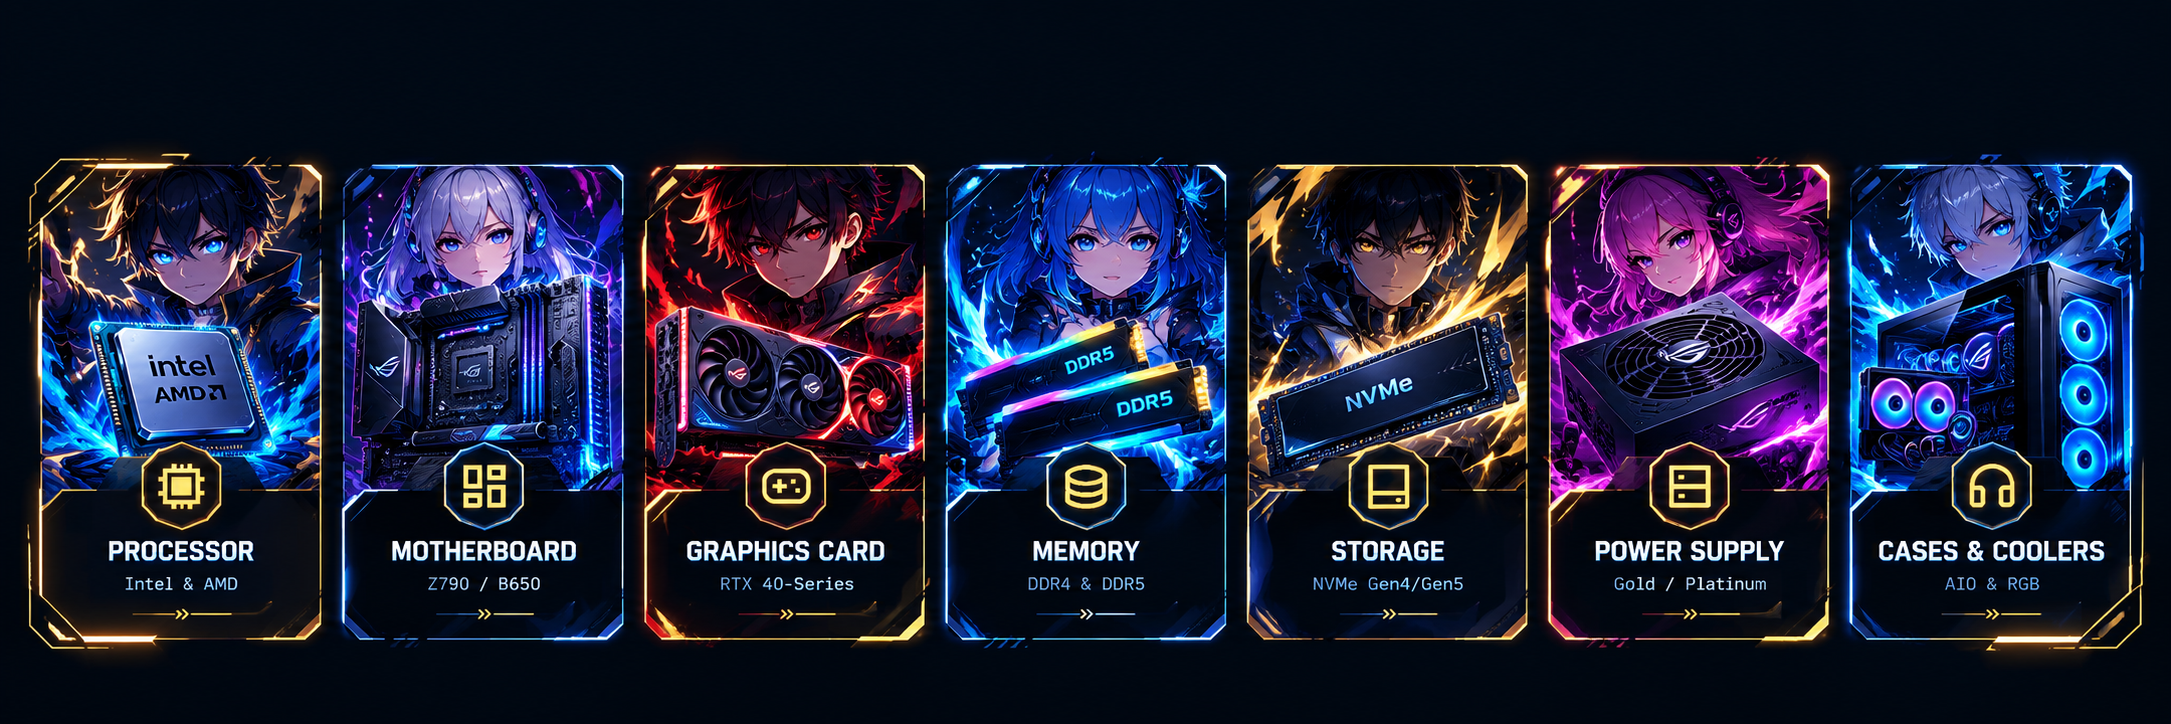 intel
AMD
DDR5
DDR5
NVMe
PROCESSOR
Intel & AMD
MOTHERBOARD
Z790 / B650
GRAPHICS CARD
RTX 40-Series
MEMORY
DDR4 & DDR5
STORAGE
NVMe Gen4/Gen5
POWER SUPPLY
Gold / Platinum
CASES & COOLERS
AIO & RGB